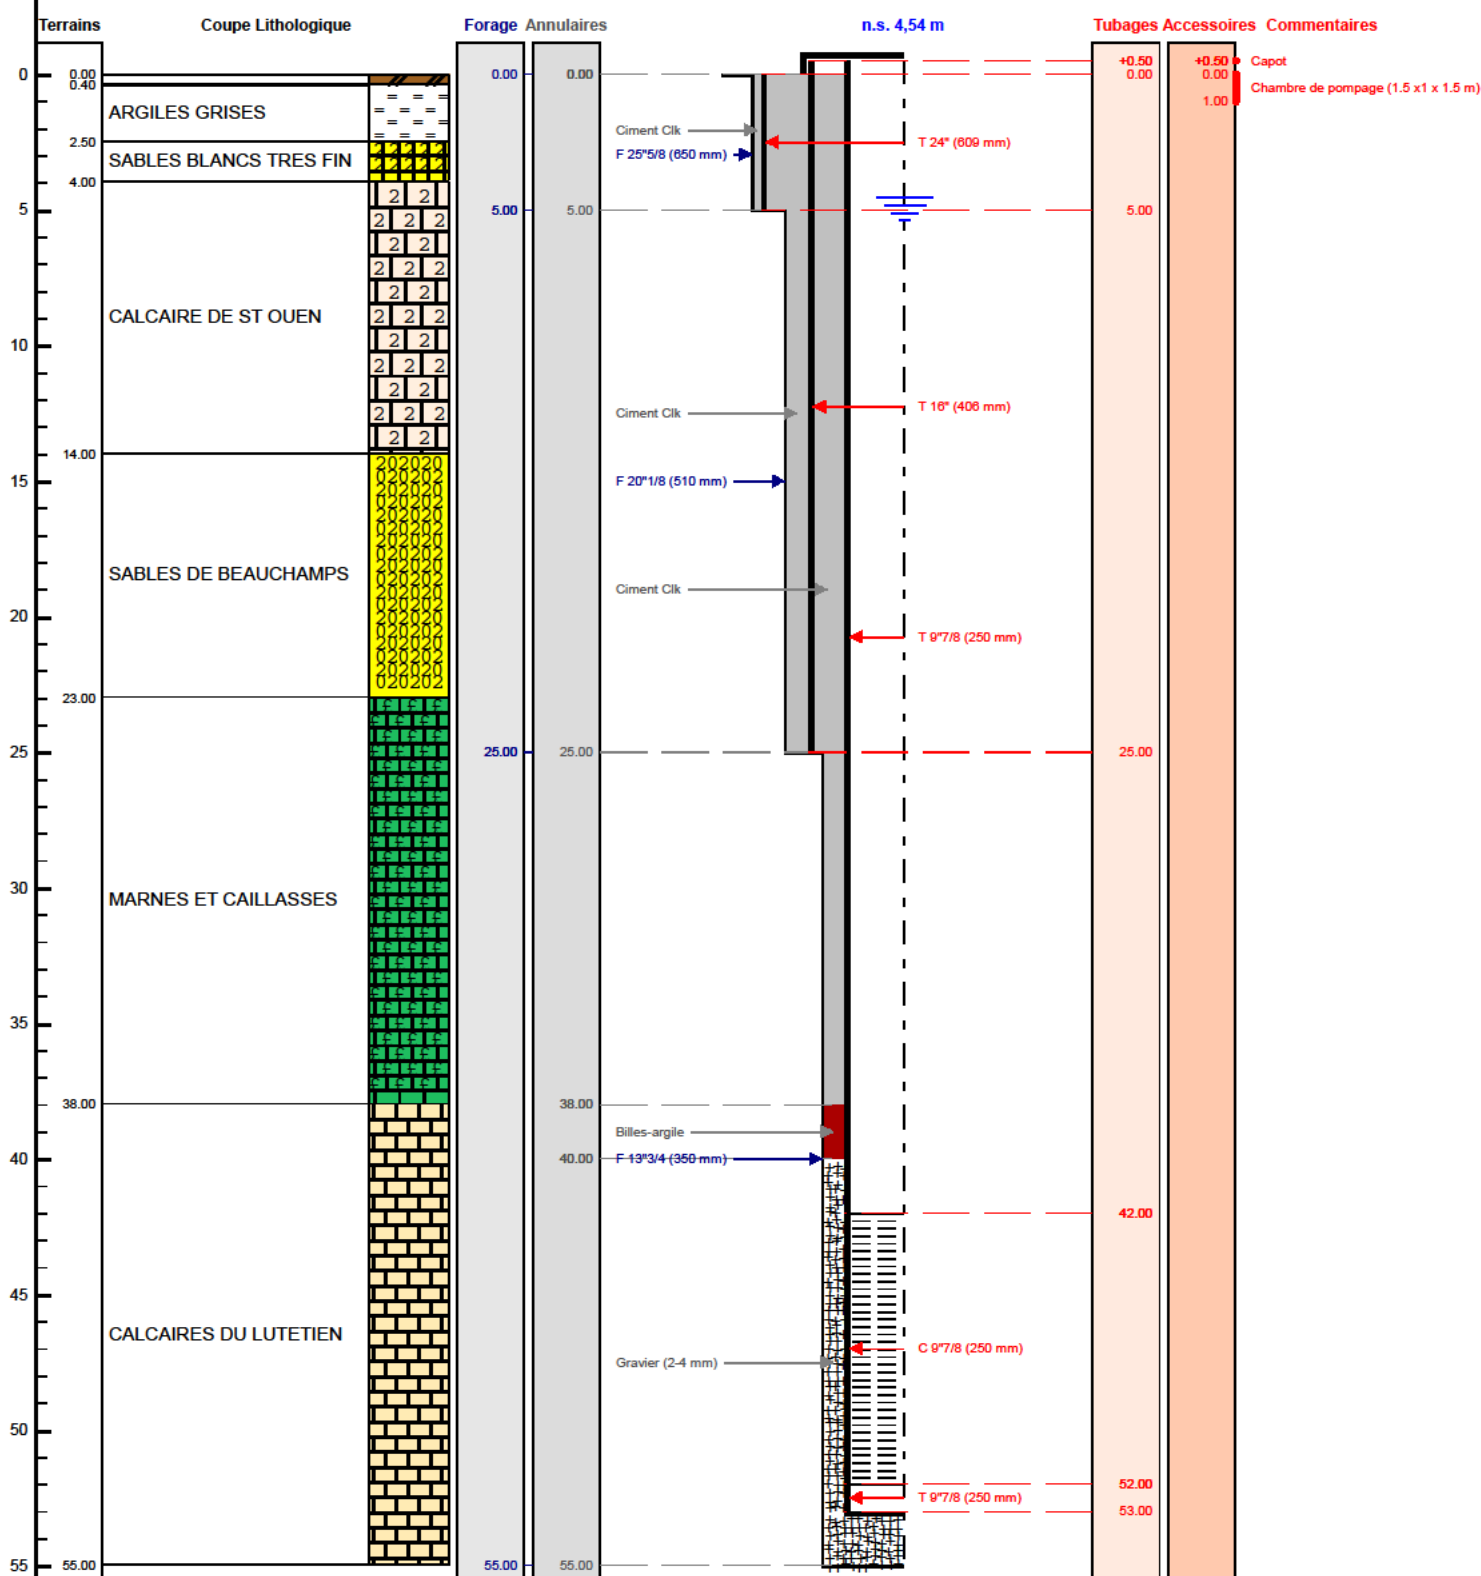 Terrains Coupe Lithologique Forage Annulaires n.s. 4,54 m Tubages Accessoires Commentaires
+0.50 +0.50 Capot
0 0.00 0.00 0.00 0.00 0.00
0.40
Chambre de pompage (1.5 x1 x 1.5 m)
1.00
ARGILES GRISES
Ciment Clk
2.50 T 24" (609 mm)
SABLES BLANCS TRES FIN F 25"5/8 (650 mm)
4.00
5 5.00 5.00 5.00
CALCAIRE DE ST OUEN
10
T 16" (406 mm)
Ciment Clk
14.00
15 F 20"1/8 (510 mm)
SABLES DE BEAUCHAMPS
Ciment Clk
20
T 9"7/8 (250 mm)
23.00
25 25.00 25.00 25.00
30
MARNES ET CAILLASSES
35
38.00 38.00
Billes-argile
40 40.00 F 13"3/4 (350 mm)
42.00
45
CALCAIRES DU LUTETIEN
C 9"7/8 (250 mm)
Gravier (2-4 mm)
50
52.00
T 9"7/8 (250 mm)
53.00
55 55.00 55.00 55.00